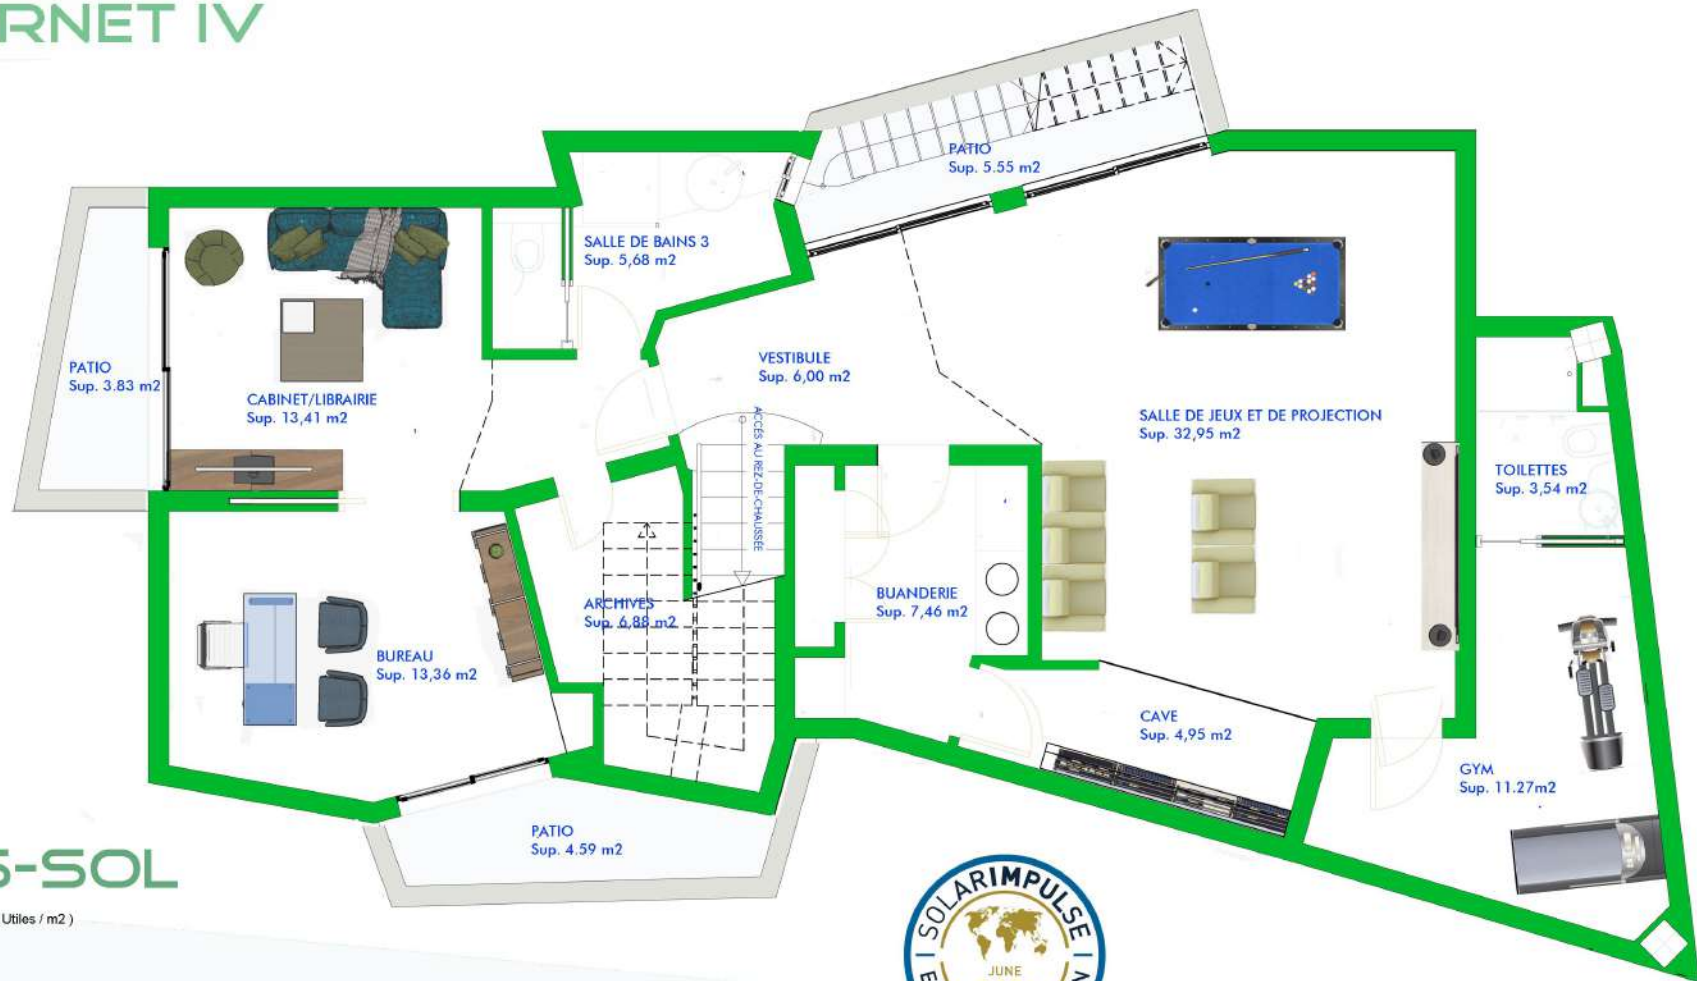 RNET IV
PATIO
Sup. 5.55 m2
SALLE DE BAINS 3
Sup. 5,68 m2
PATIO
Sup. 3.83 m2
CABINET/LIBRAIRIE
Sup. 13,41 m2
VESTIBULE
Sup. 6,00 m2
ACCÈS AU REZ-DE-CHAUSSÉE
SALLE DE JEUX ET DE PROJECTION
Sup. 32,95 m2
TOILETTES
Sup. 3,54 m2
ARCHIVES
Sup. 6,88 m2
BUANDERIE
Sup. 7,46 m2
BUREAU
Sup. 13,36 m2
CAVE
Sup. 4,95 m2
GYM
Sup. 11.27m2
PATIO
Sup. 4.59 m2
S-SOL
Utiles / m2 )
SOLARIMPULSE
JUNE